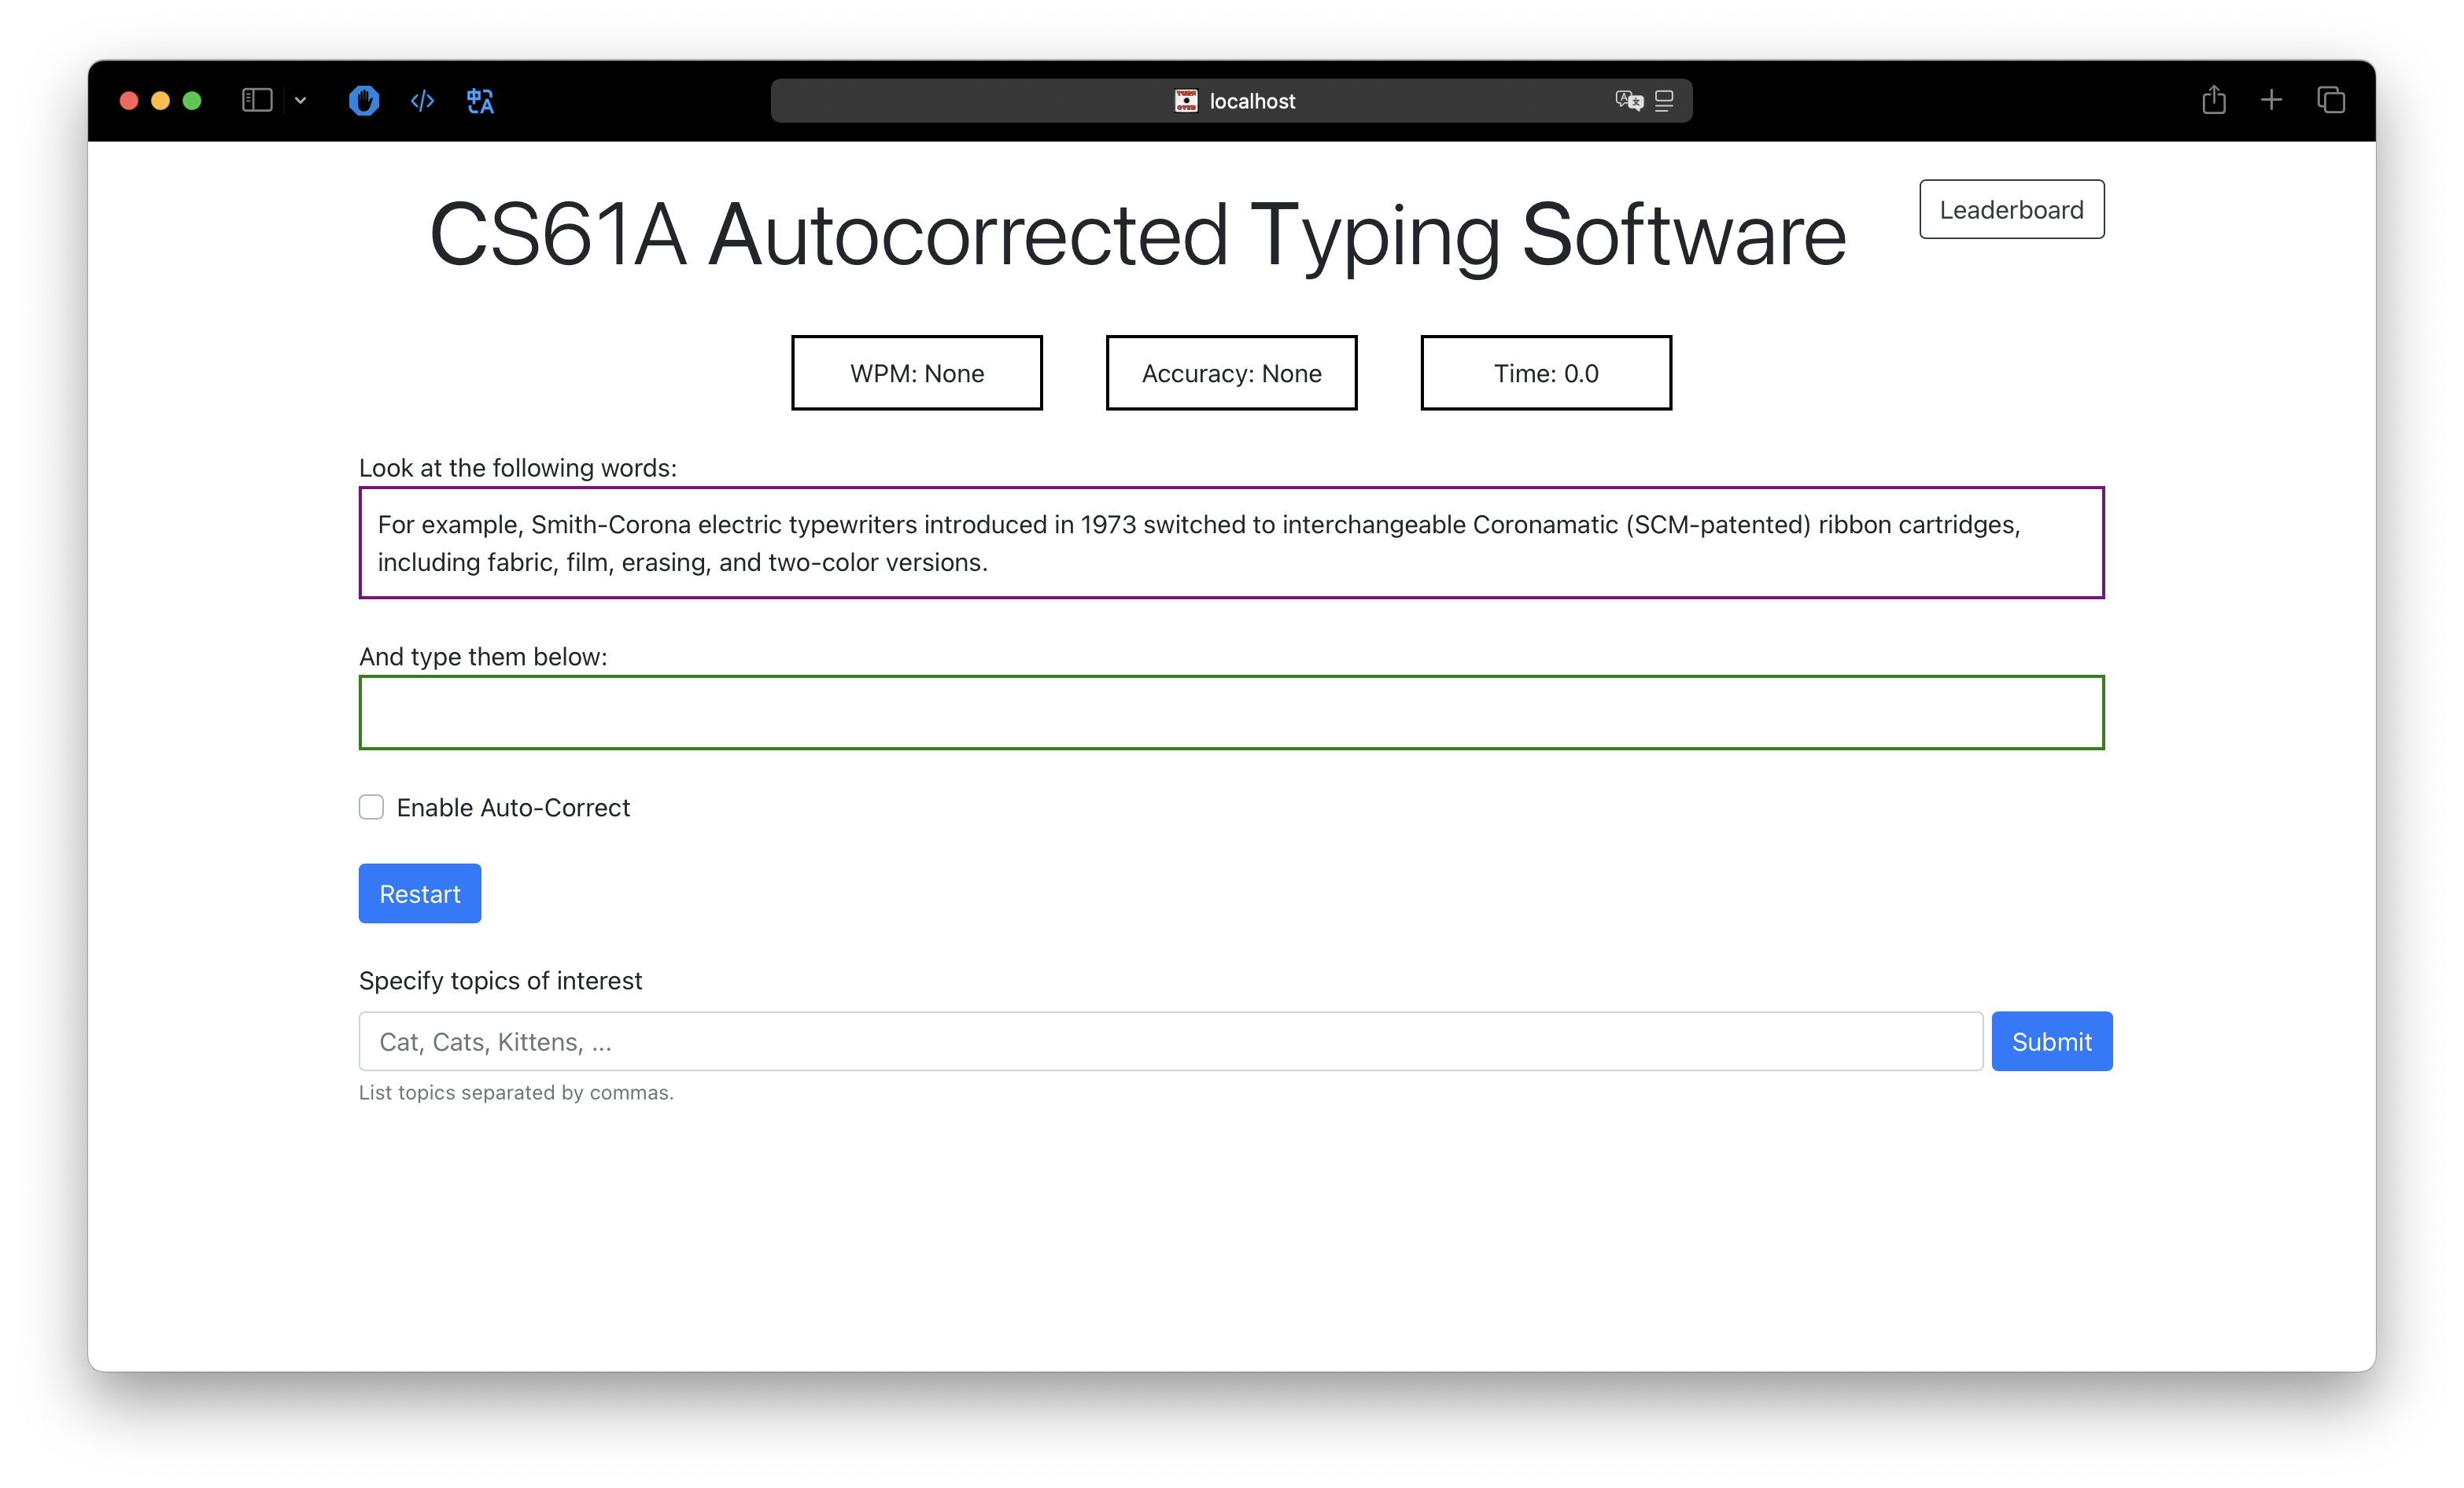 localhost
CS61A Autocorrected Typing Software
Leaderboard
WPM: None
Accuracy: None
Time: 0.0
Look at the following words:
For example, Smith-Corona electric typewriters introduced in 1973 switched to interchangeable Coronamatic (SCM-patented) ribbon cartridges,
including fabric, film, erasing, and two-color versions.
And type them below:
Enable Auto-Correct
Restart
Specify topics of interest
Cat, Cats, Kittens, ...
Submit
List topics separated by commas.